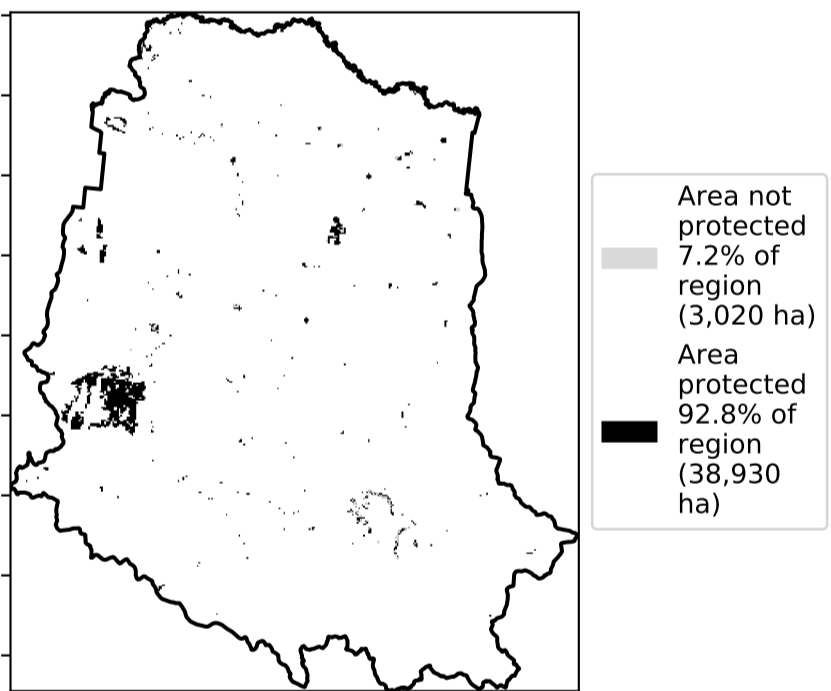 Area not
protected
7.2% of
region
(3,020 ha)
Area
protected
92.8% of
region
(38,930
ha)